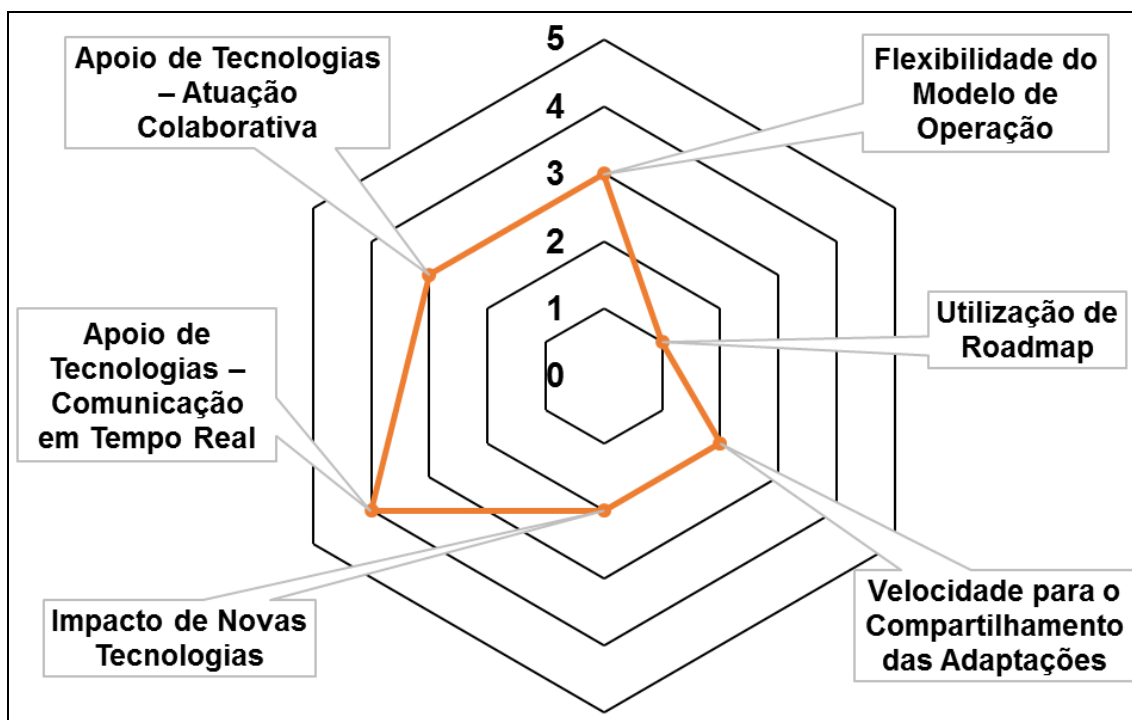 Apoio de Tecnologias
– Atuação
Colaborativa
5
4
3
2
1
0
Flexibilidade do
Modelo de
Operação
Apoio de
Tecnologias –
Comunicação
em Tempo Real
Utilização de
Roadmap
Impacto de Novas
Tecnologias
Velocidade para o
Compartilhamento
das Adaptações